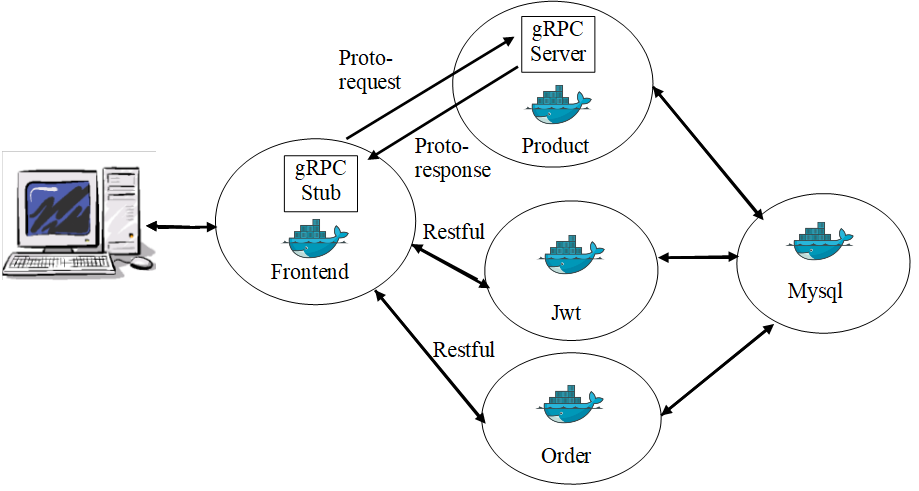 gRPC
Server
Product
Proto-
request
Proto-
response
gRPC
Stub
Frontend
Restful
Jwt
Mysql
Restful
Order